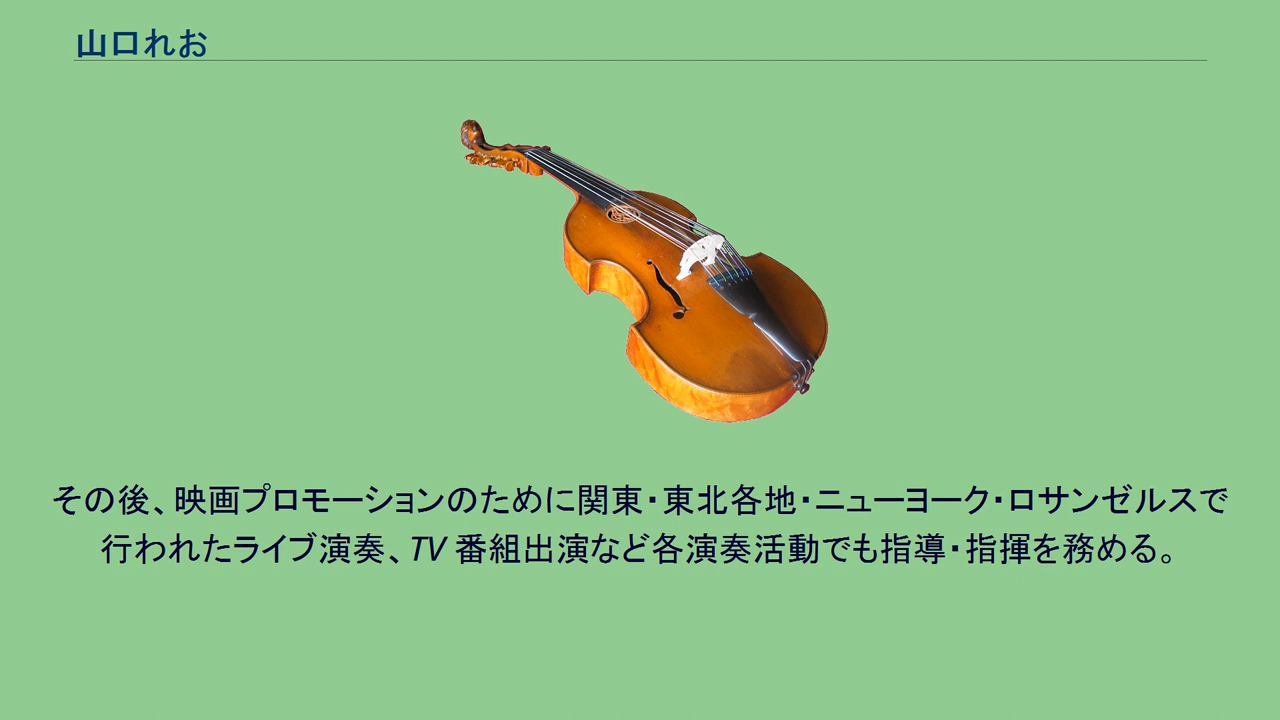 山口れお
その後、映画プロモーションのために関東・東北各地・ニューヨーク・ロサンゼルスで
行われたライブ演奏、TV 番組出演など各演奏活動でも指導・指揮を務める。